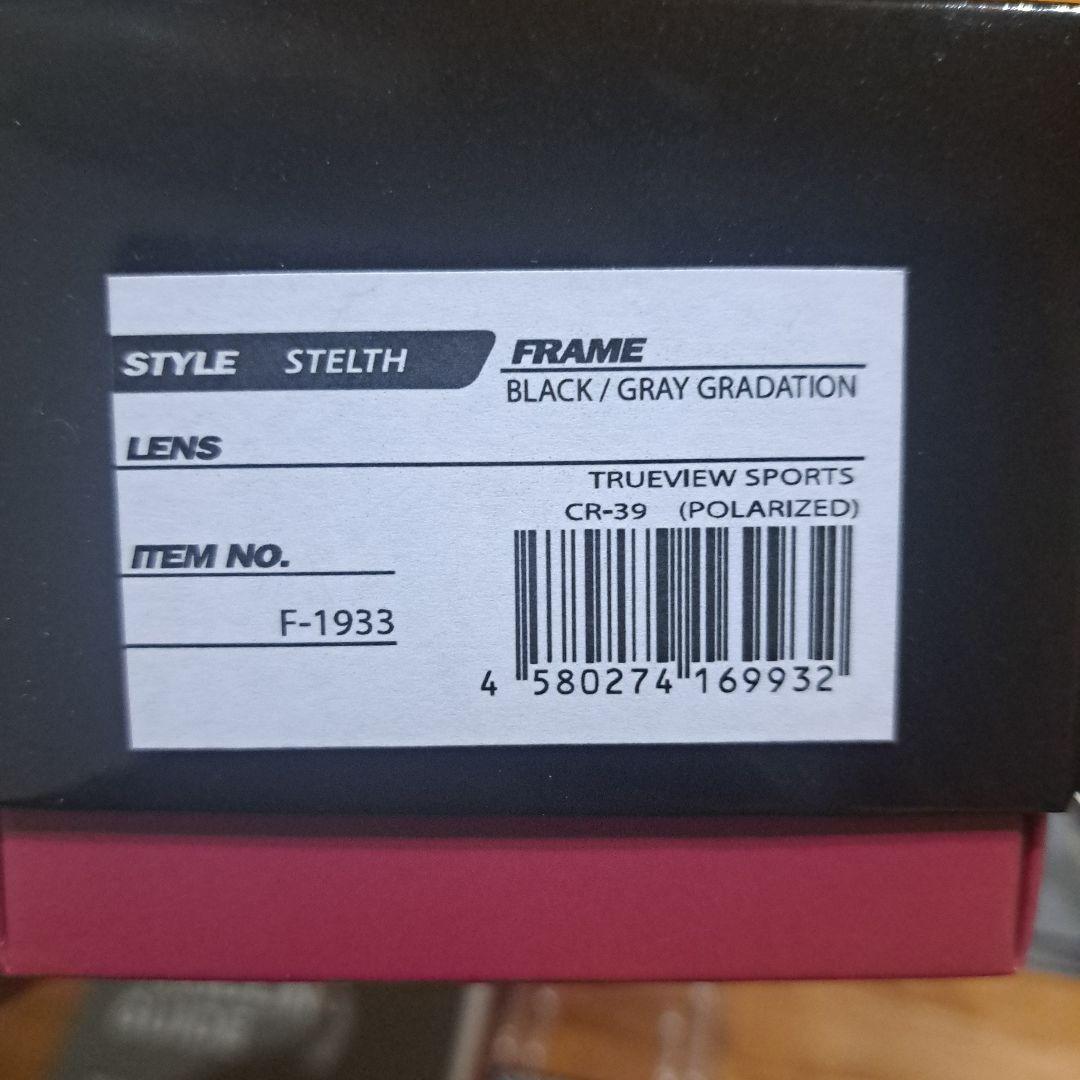 STYLE STELTH
FRAME
BLACK / GRAY GRADATION
LENS
TRUEVIEW SPORTS
CR-39 (POLARIZED)
ITEM NO.
F-1933
4 580274 169932